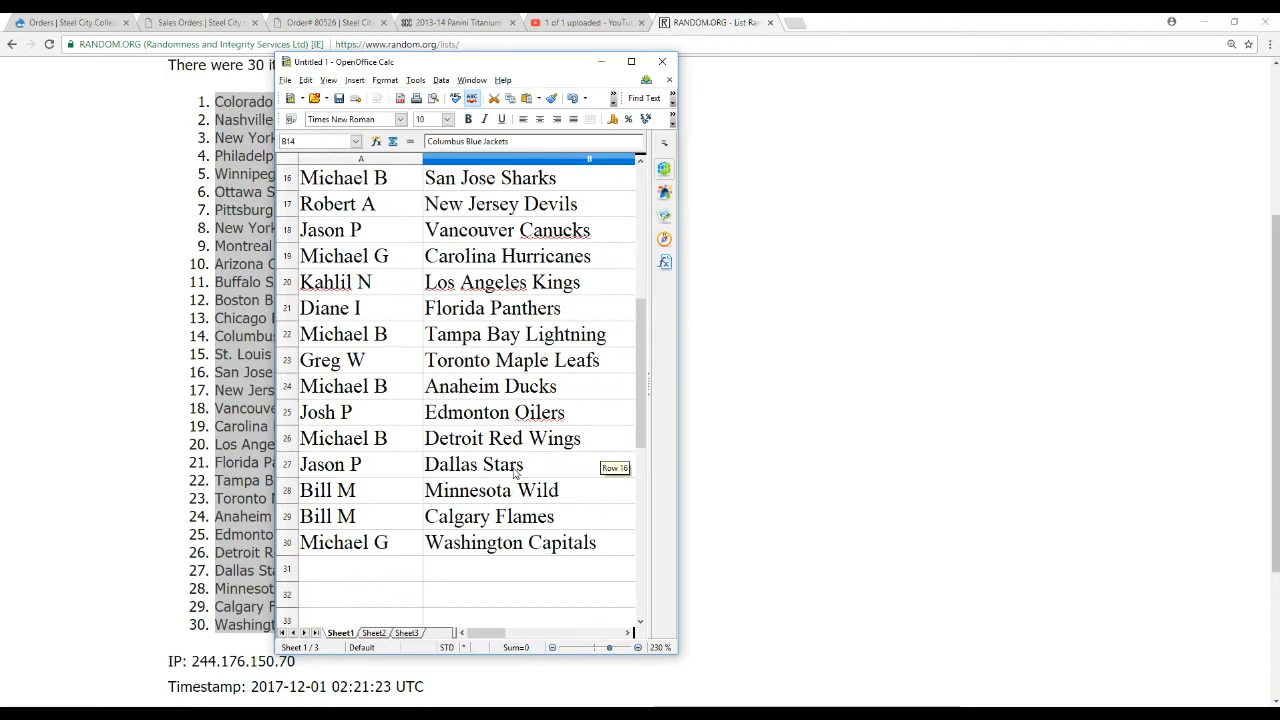 Orders | Steel City Collec
Sales Orders | Steel City
Order# 80526 | Steel City
2013-14 Panini Titanium
1 of 1 uploaded - YouTu
RANDOM.ORG - List Ra
RANDOM.ORG (Randomness and Integrity Services Ltd) [IE]
https://www.random.org/lists/
There were 30 it
1. Colorado
2. Nashville
3. New York
4. Philadelp
5. Winnipeg
6. Ottawa S
7. Pittsburg
8. New York
9. Montreal
10. Arizona C
11. Buffalo S
12. Boston B
13. Chicago
14. Columbus
15. St. Louis
16. San Jose
17. New Jers
18. Vancouve
19. Carolina
20. Los Ange
21. Florida Pa
22. Tampa B
23. Toronto
24. Anaheim
25. Edmonto
26. Detroit R
27. Dallas Sta
28. Minneso
29. Calgary F
30. Washingt
IP: 244.176.150.70
Timestamp: 2017-12-01 02:21:23 UTC
Untitled 1 - OpenOffice Calc
File Edit View Insert Format Tools Data Window Help
Find Text
Times New Roman 10
B14 Columbus Blue Jackets
A B
16 Michael B San Jose Sharks
17 Robert A New Jersey Devils
18 Jason P Vancouver Canucks
19 Michael G Carolina Hurricanes
20 Kahlil N Los Angeles Kings
21 Diane I Florida Panthers
22 Michael B Tampa Bay Lightning
23 Greg W Toronto Maple Leafs
24 Michael B Anaheim Ducks
25 Josh P Edmonton Oilers
26 Michael B Detroit Red Wings
27 Jason P Dallas Stars
Row 16
28 Bill M Minnesota Wild
29 Bill M Calgary Flames
30 Michael G Washington Capitals
31
32
33
Sheet1 Sheet2 Sheet3
Sheet 1 / 3 Default STD * Sum=0 230 %